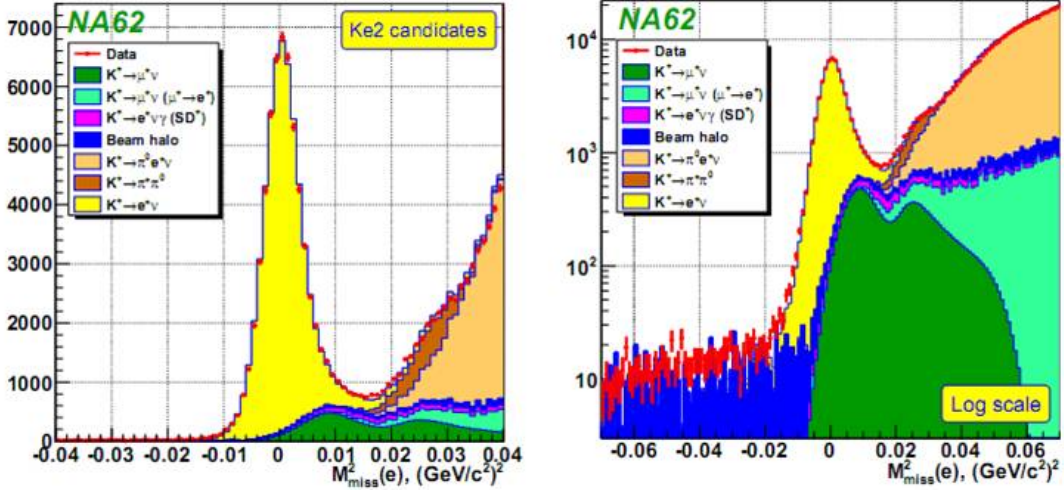 NA62
Ke2 candidates
7000
6000
5000
4000
3000
2000
1000
0
Data
K⁺→μ⁺ν
K⁺→μ⁺ν (μ⁺→e⁺)
K⁺→e⁺νγ (SD⁺)
Beam halo
K⁺→π⁰e⁺ν
K⁺→π⁺π⁰
K⁺→e⁺ν
-0.04 -0.03 -0.02 -0.01 0 0.01 0.02 0.03 0.04
M²miss(e), (GeV/c²)²
NA62
10⁴
10³
10²
10
Data
K⁺→μ⁺ν
K⁺→μ⁺ν (μ⁺→e⁺)
K⁺→e⁺νγ (SD⁺)
Beam halo
K⁺→π⁰e⁺ν
K⁺→π⁺π⁰
K⁺→e⁺ν
Log scale
-0.06 -0.04 -0.02 0 0.02 0.04 0.06
M²miss(e), (GeV/c²)²